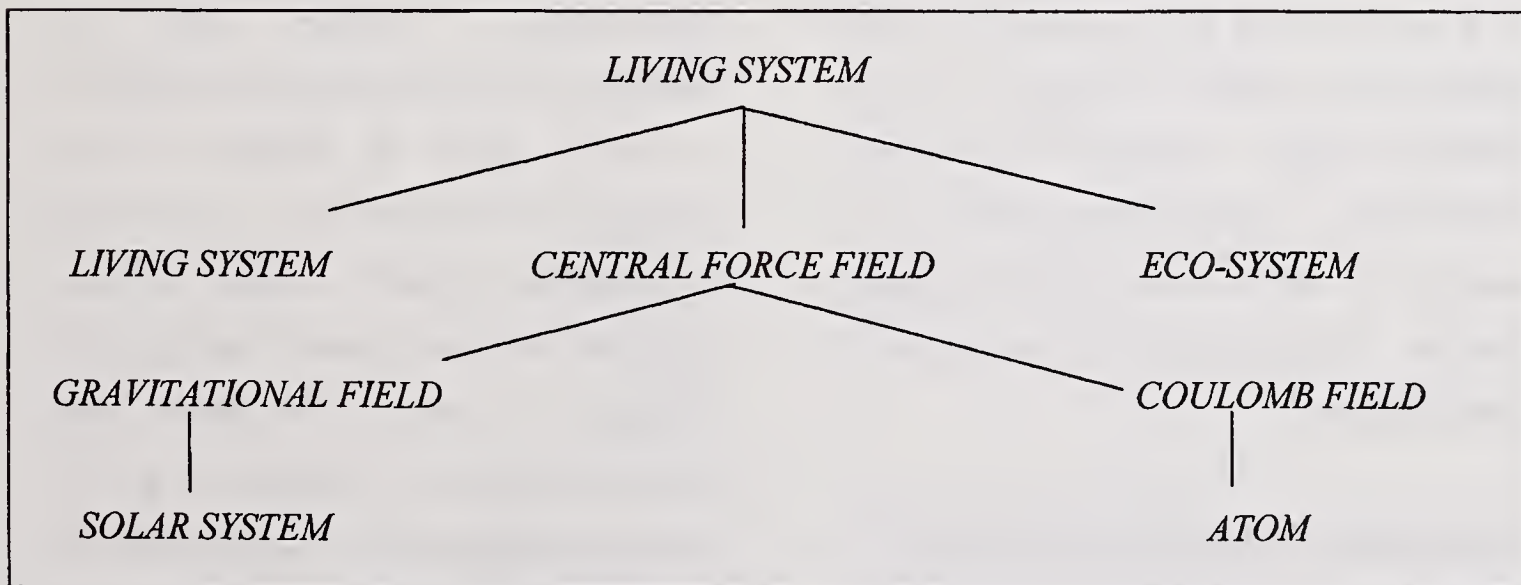 LIVING SYSTEM
LIVING SYSTEM CENTRAL FORCE FIELD ECO-SYSTEM
GRAVITATIONAL FIELD COULOMB FIELD
SOLAR SYSTEM ATOM